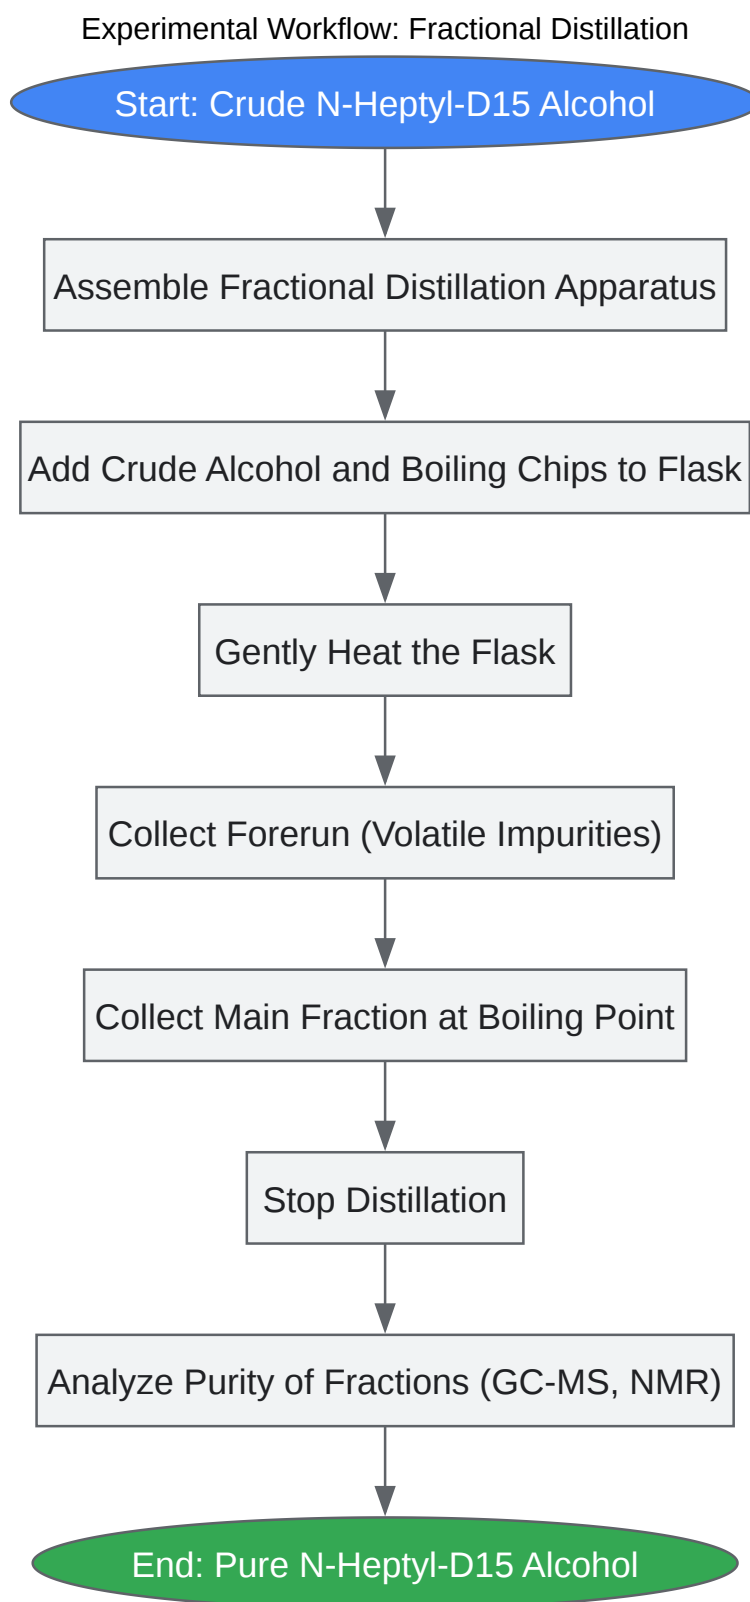 Experimental Workflow: Fractional Distillation
Start: Crude N-Heptyl-D15 Alcohol
Assemble Fractional Distillation Apparatus
Add Crude Alcohol and Boiling Chips to Flask
Gently Heat the Flask
Collect Forerun (Volatile Impurities)
Collect Main Fraction at Boiling Point
Stop Distillation
Analyze Purity of Fractions (GC-MS, NMR)
End: Pure N-Heptyl-D15 Alcohol